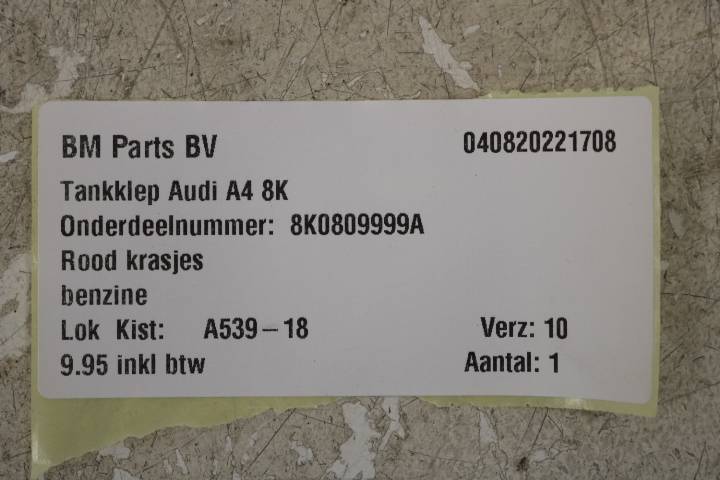 BM Parts BV 040820221708
Tankklep Audi A4 8K
Onderdeelnummer: 8K0809999A
Rood krasjes
benzine
Lok Kist: A539-18 Verz: 10
9.95 inkl btw Aantal: 1